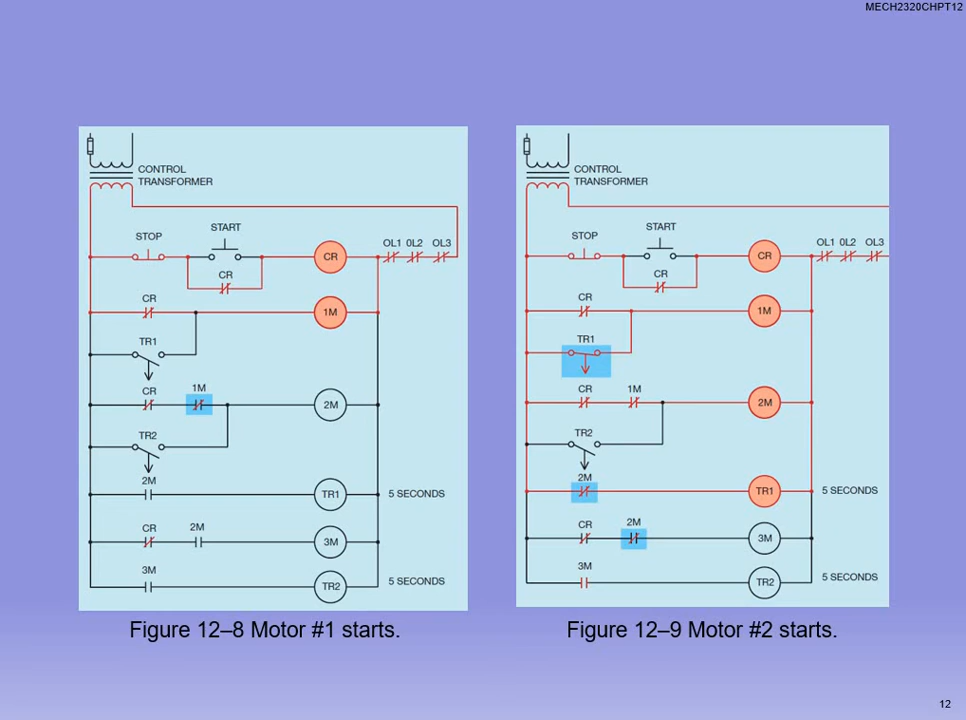 MECH2320CHPT12
CONTROL
TRANSFORMER
STOP
START
CR
OL1 0L2 OL3
CR
CR
1M
TR1
CR
1M
2M
TR2
2M
TR1
5 SECONDS
CR
2M
3M
3M
TR2
5 SECONDS
Figure 12–8 Motor #1 starts.
CONTROL
TRANSFORMER
STOP
START
CR
OL1 0L2 OL3
CR
CR
1M
TR1
CR
1M
2M
TR2
2M
TR1
5 SECONDS
CR
2M
3M
3M
TR2
5 SECONDS
Figure 12–9 Motor #2 starts.
12